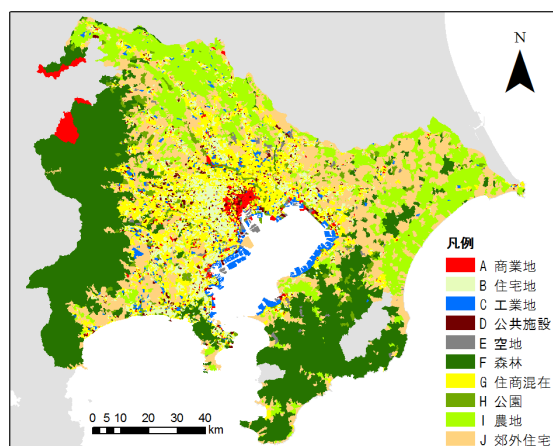 N
凡例
A 商業地
B 住宅地
C 工業地
D 公共施設
E 空地
F 森林
G 住商混在
H 公園
I 農地
J 郊外住宅
0 5 10 20 30 40
km